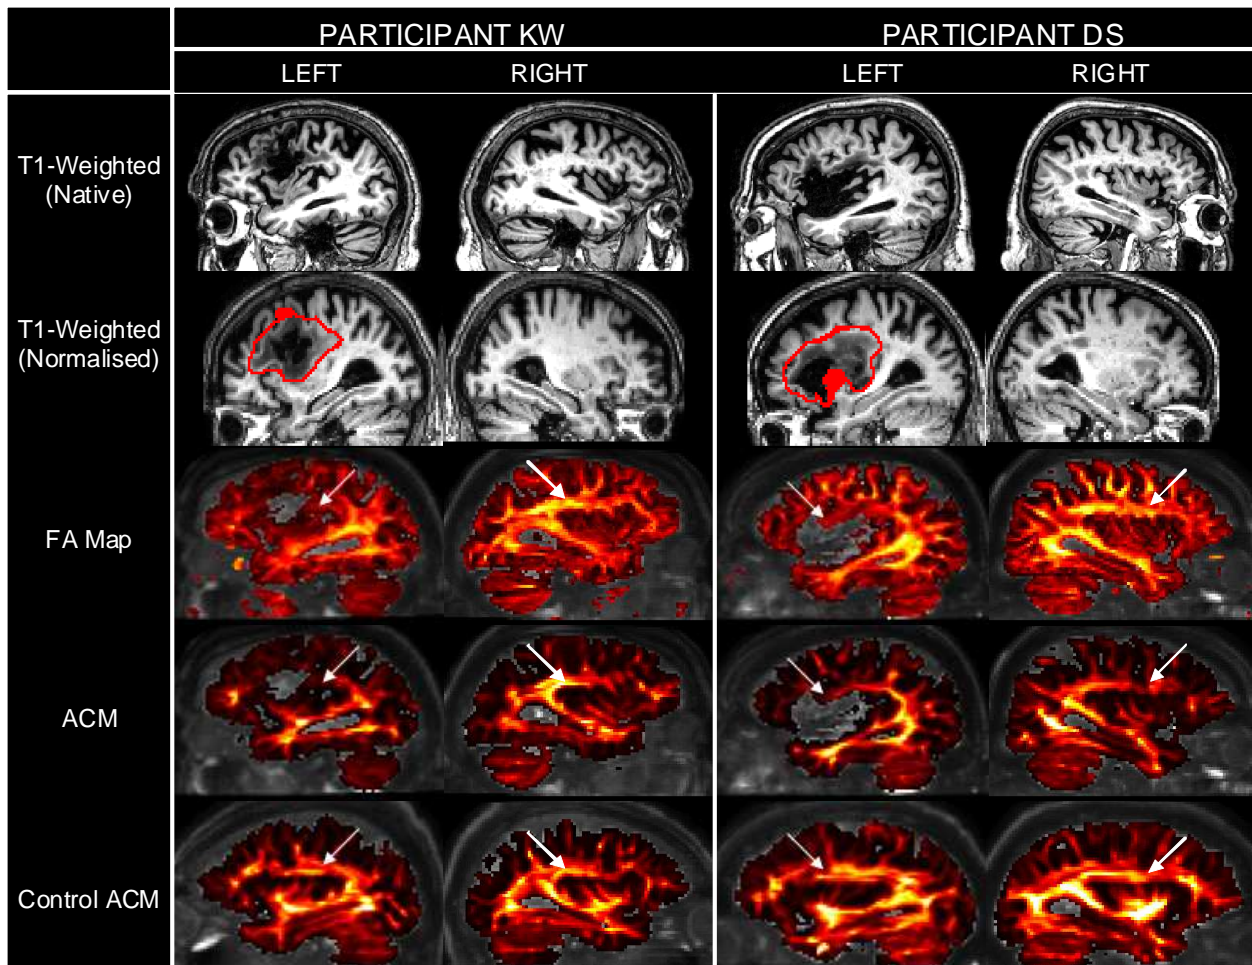 PARTICIPANT KW
PARTICIPANT DS
LEFT
RIGHT
LEFT
RIGHT
T1-Weighted
(Native)
T1-Weighted
(Normalised)
FA Map
ACM
Control ACM